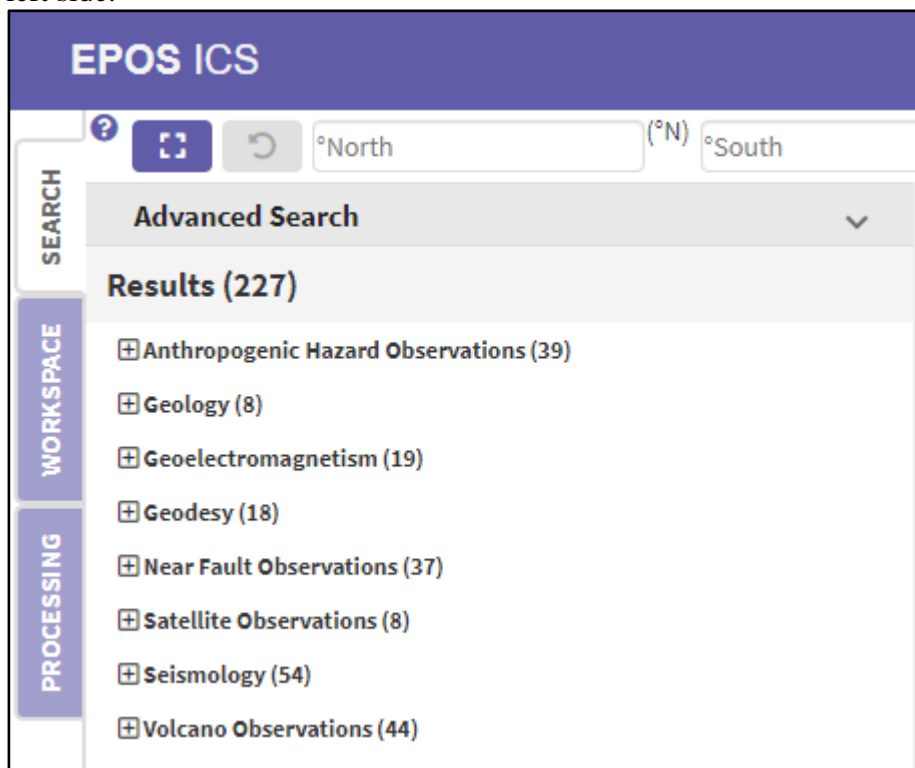 left side.
EPOS ICS
?
°North
(°N)
°South
SEARCH
Advanced Search
Results (227)
WORKSPACE
Anthropogenic Hazard Observations (39)
Geology (8)
Geoelectromagnetism (19)
Geodesy (18)
PROCESSING
Near Fault Observations (37)
Satellite Observations (8)
Seismology (54)
Volcano Observations (44)